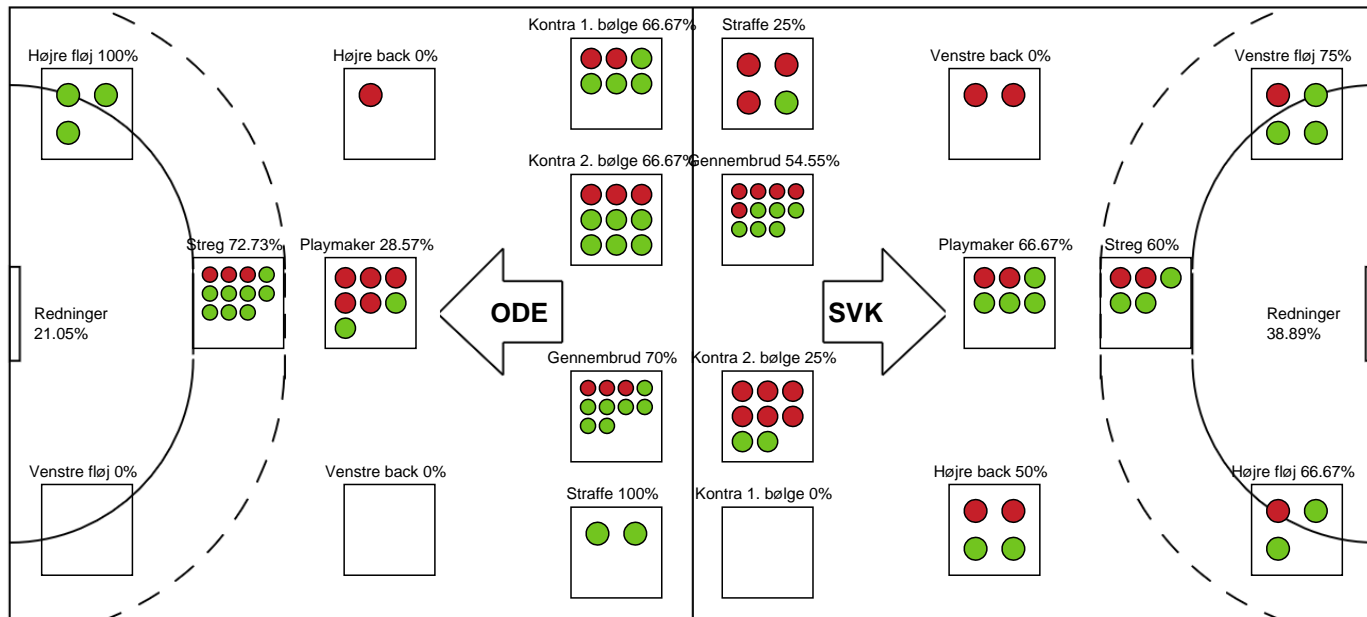 Kontra 1. bølge 66.67%
Straffe 25%
Højre fløj 100%
Højre back 0%
Venstre back 0%
Venstre fløj 75%
Kontra 2. bølge 66.67%
Gennembrud 54.55%
Streg 72.73%
Playmaker 28.57%
Playmaker 66.67%
Streg 60%
Redninger
21.05%
ODE
SVK
Redninger
38.89%
Gennembrud 70%
Kontra 2. bølge 25%
Venstre fløj 0%
Venstre back 0%
Straffe 100%
Kontra 1. bølge 0%
Højre back 50%
Højre fløj 66.67%